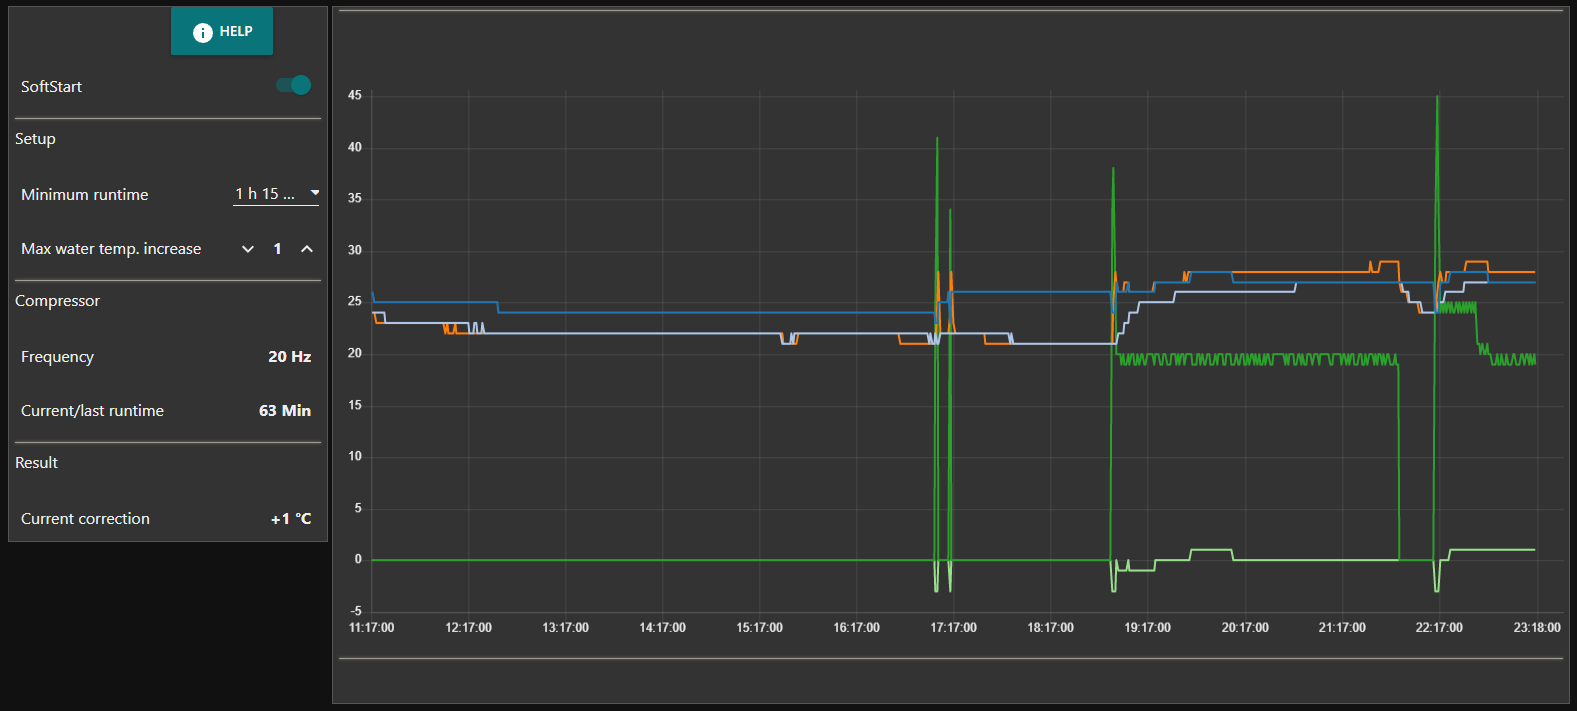 HELP
SoftStart
Setup
Minimum runtime 1 h 15 ...
Max water temp. increase 1
Compressor
Frequency 20 Hz
Current/last runtime 63 Min
Result
Current correction +1 °C
45
40
35
30
25
20
15
10
5
0
-5
11:17:00 12:17:00 13:17:00 14:17:00 15:17:00 16:17:00 17:17:00 18:17:00 19:17:00 20:17:00 21:17:00 22:17:00 23:18:00